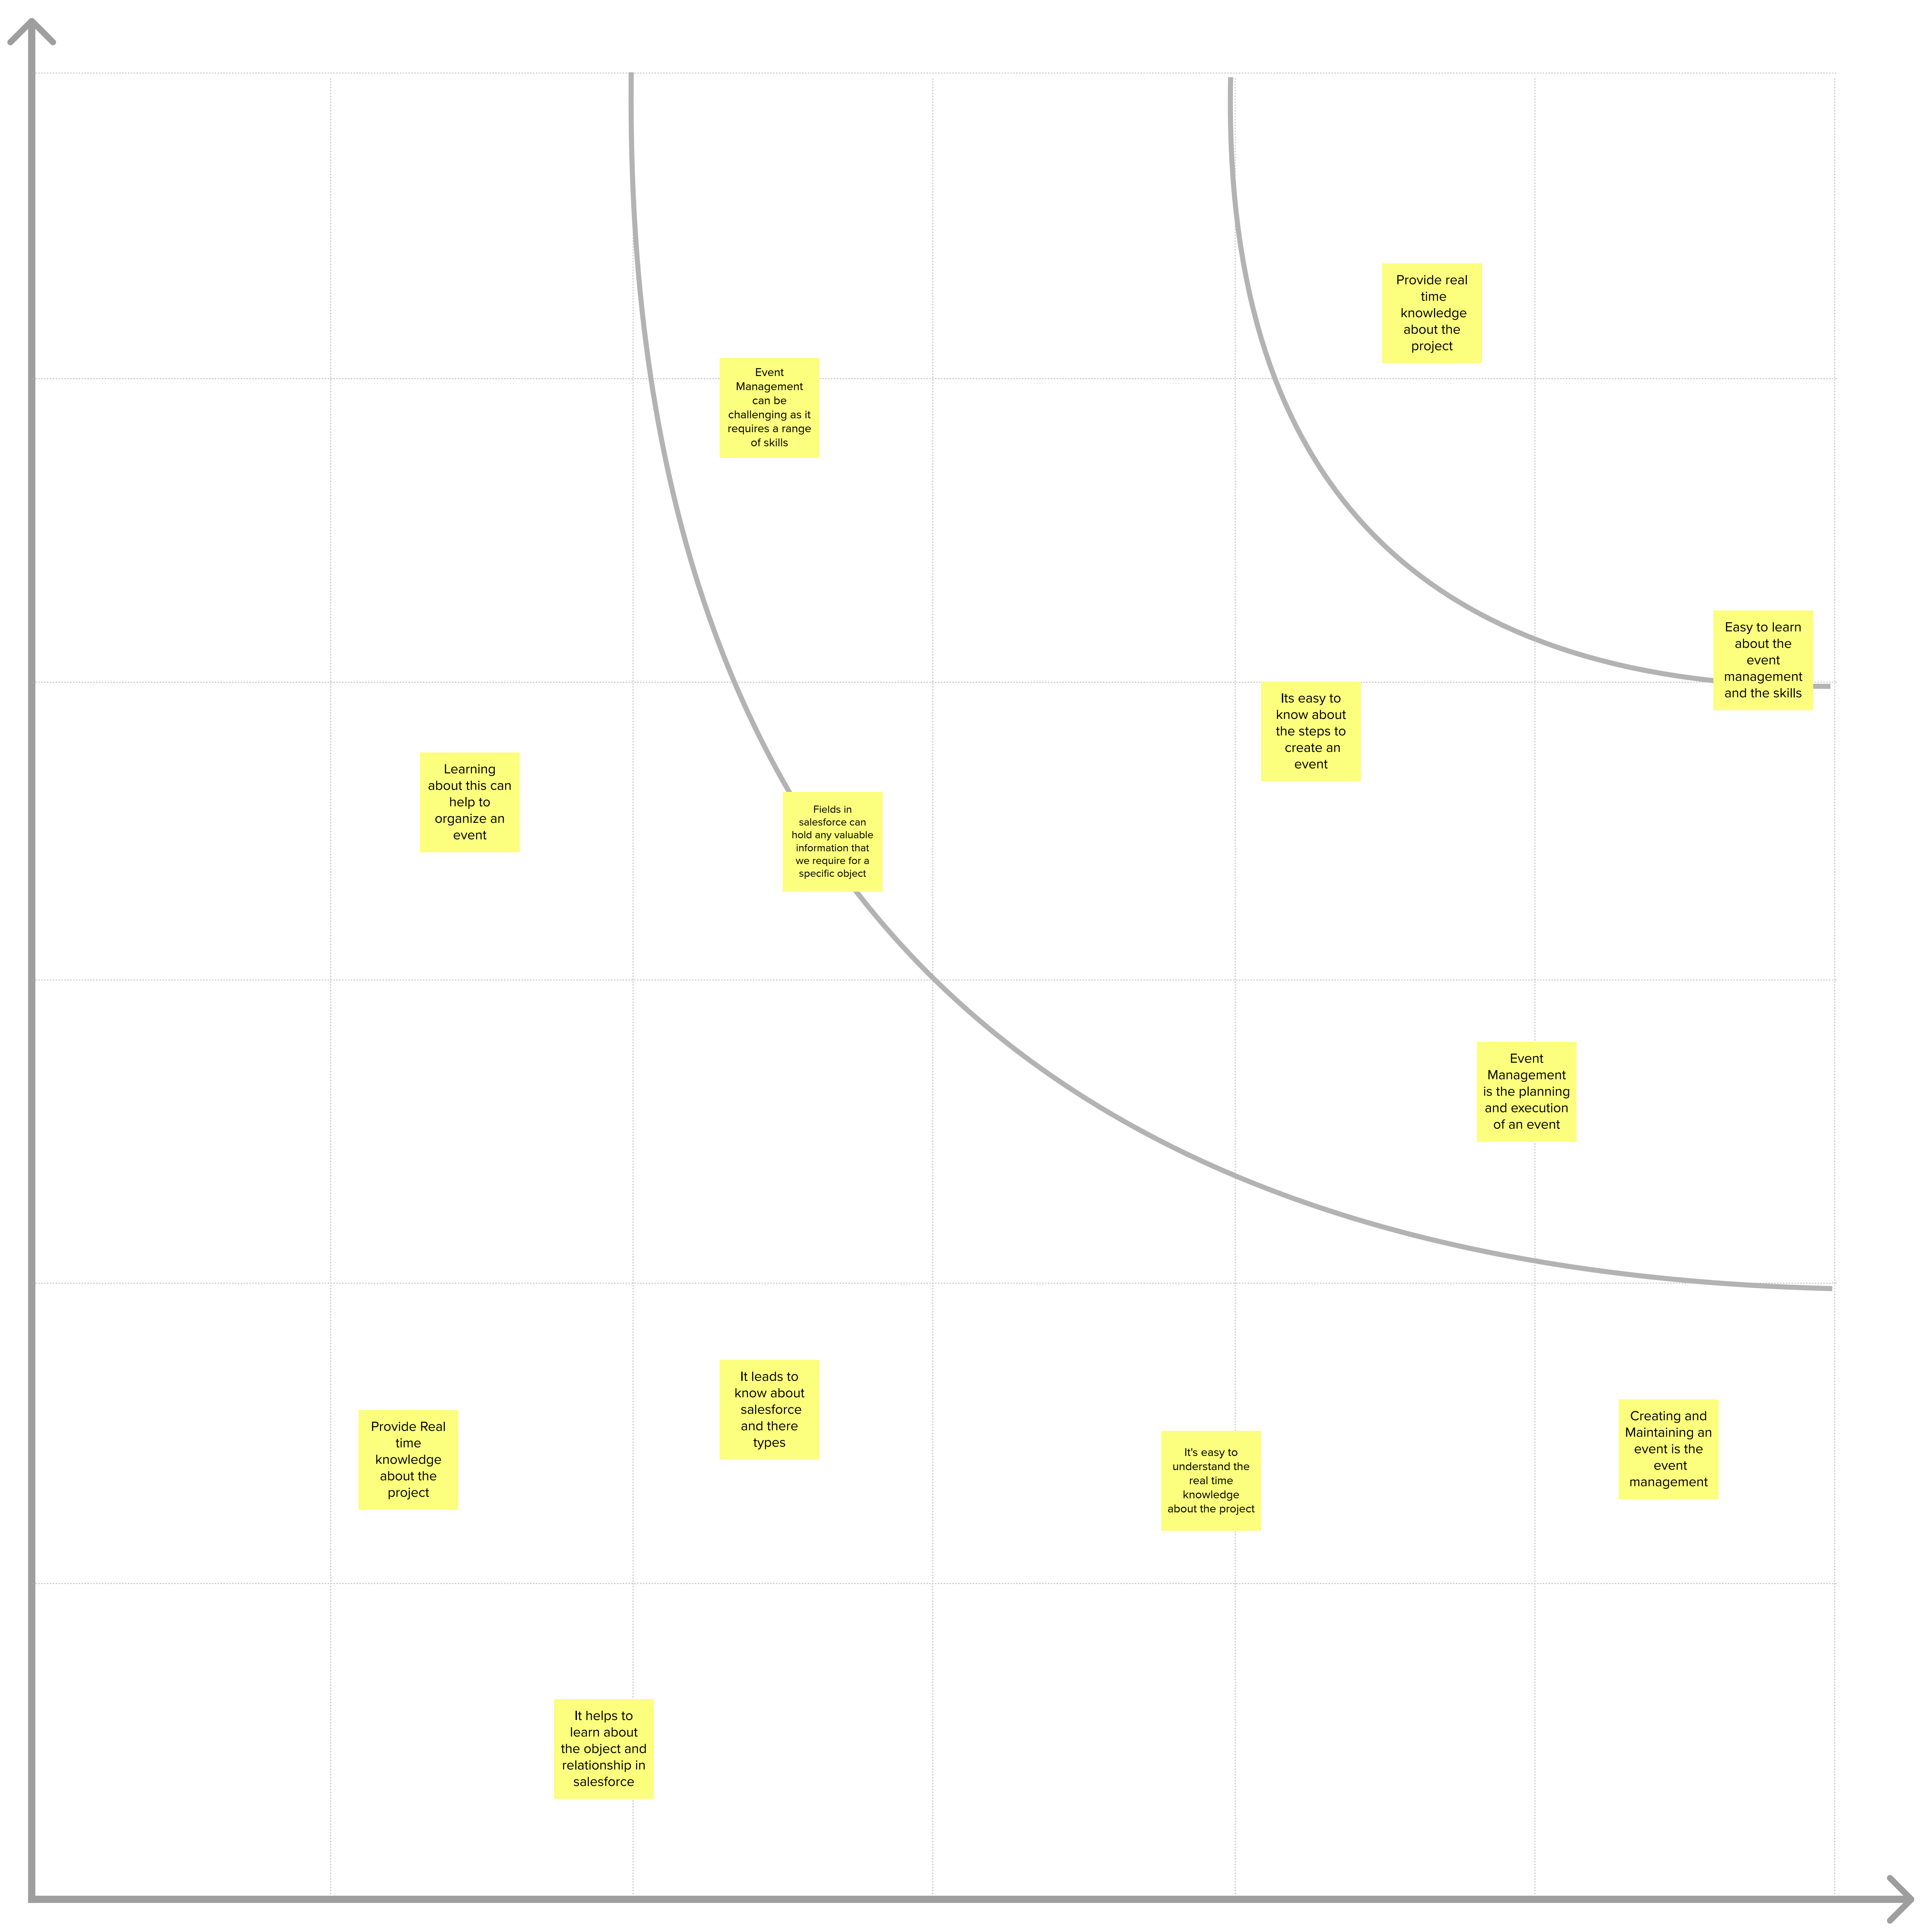 Provide real
time
knowledge
about the
project
Event
Management
can be
challenging as it
requires a range
of skills
Easy to learn
about the
event
management
and the skills
Its easy to
know about
the steps to
create an
event
Learning
about this can
help to
organize an
event
Fields in
salesforce can
hold any valuable
information that
we require for a
specific object
Event
Management
is the planning
and execution
of an event
It leads to
know about
salesforce
and there
types
Provide Real
time
knowledge
about the
project
It's easy to
understand the
real time
knowledge
about the project
Creating and
Maintaining an
event is the
event
management
It helps to
learn about
the object and
relationship in
salesforce